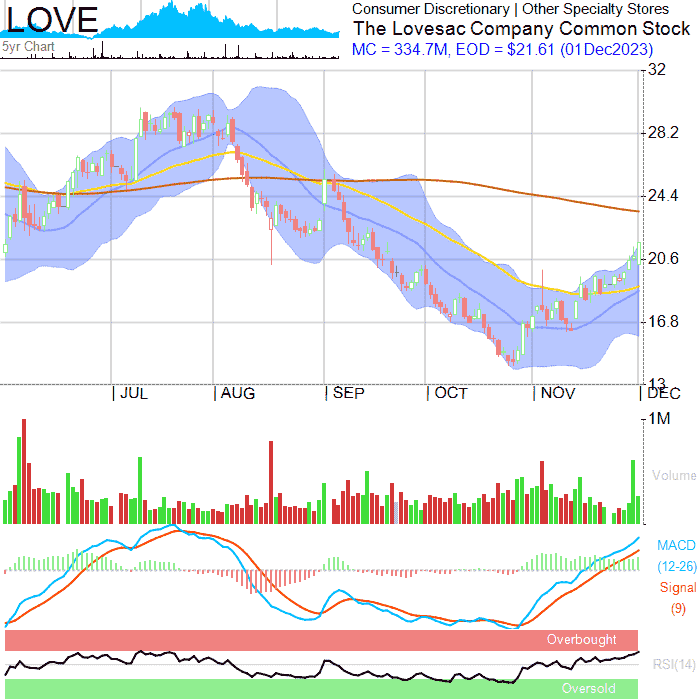 LOVE
5yr Chart
Consumer Discretionary | Other Specialty Stores
The Lovesac Company Common Stock
MC = 334.7M, EOD = $21.61 (01Dec2023)
32
28.2
24.4
20.6
16.8
13
JUL AUG SEP OCT NOV DEC
1M
Volume
MACD
(12-26)
Signal
(9)
Overbought
RSI(14)
Oversold